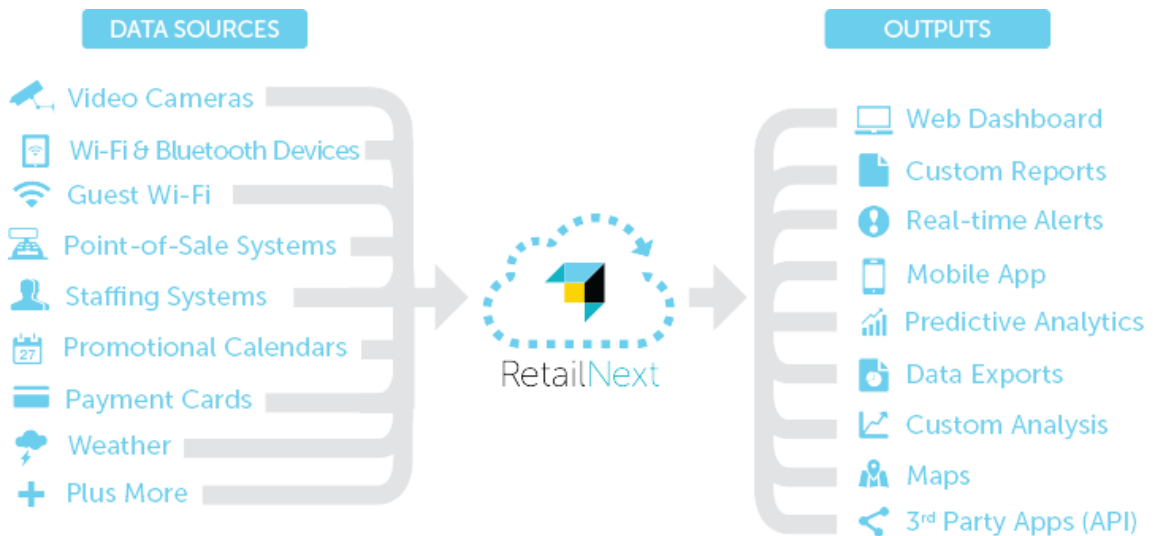 DATA SOURCES
Video Cameras
Wi-Fi & Bluetooth Devices
Guest Wi-Fi
Point-of-Sale Systems
Staffing Systems
27
Promotional Calendars
Payment Cards
Weather
Plus More
RetailNext
OUTPUTS
Web Dashboard
Custom Reports
Real-time Alerts
Mobile App
Predictive Analytics
Data Exports
Custom Analysis
Maps
3rd Party Apps (API)